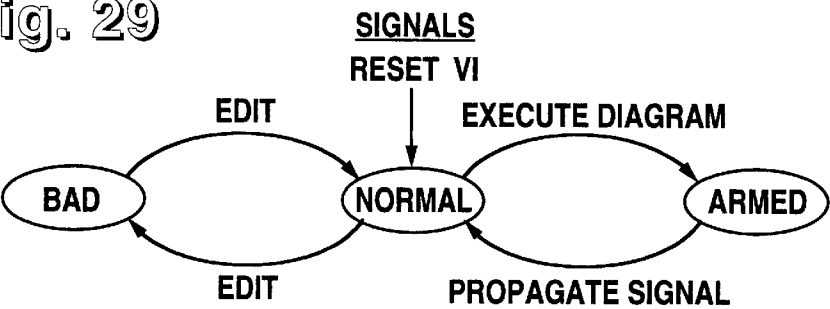 ig. 29
SIGNALS
RESET VI
EDIT
EXECUTE DIAGRAM
BAD
NORMAL
ARMED
EDIT
PROPAGATE SIGNAL